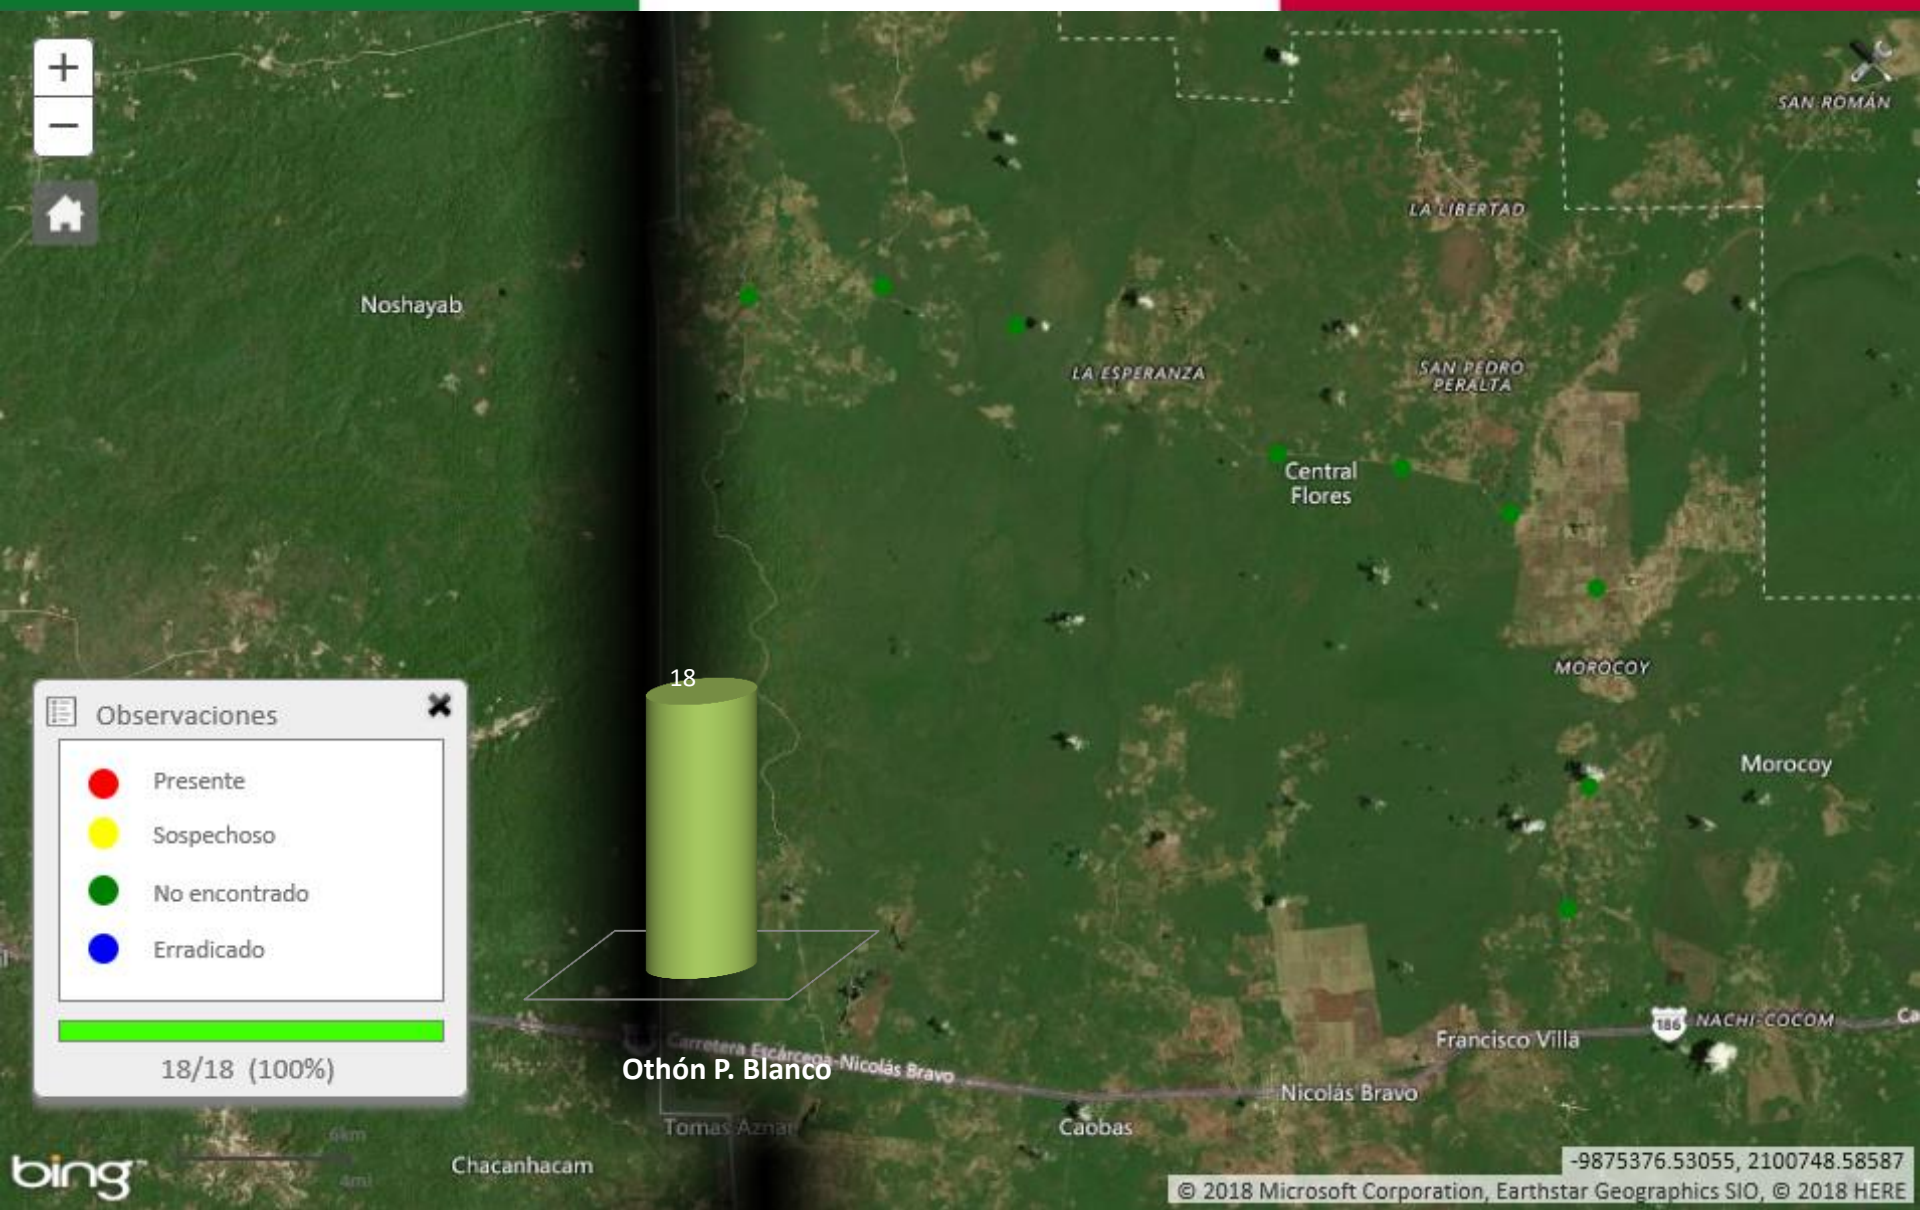 +
SAN ROMÁN
−
LA LIBERTAD
Noshayab
LA ESPERANZA
SAN PEDRO
PERALTA
Central
Flores
MOROCOY
18
Observaciones
Presente
Sospechoso
No encontrado
Erradicado
18/18 (100%)
Morocoy
186
NACHI-COCOM
Ca
Francisco Villa
Carretera Escárcega-Nicolás Bravo
Othón P. Blanco
Nicolás Bravo
Tomas Aznar
Caobas
6km
4mi
Chacanhacam
bing
-9875376.53055, 2100748.58587
© 2018 Microsoft Corporation, Earthstar Geographics SIO, © 2018 HERE